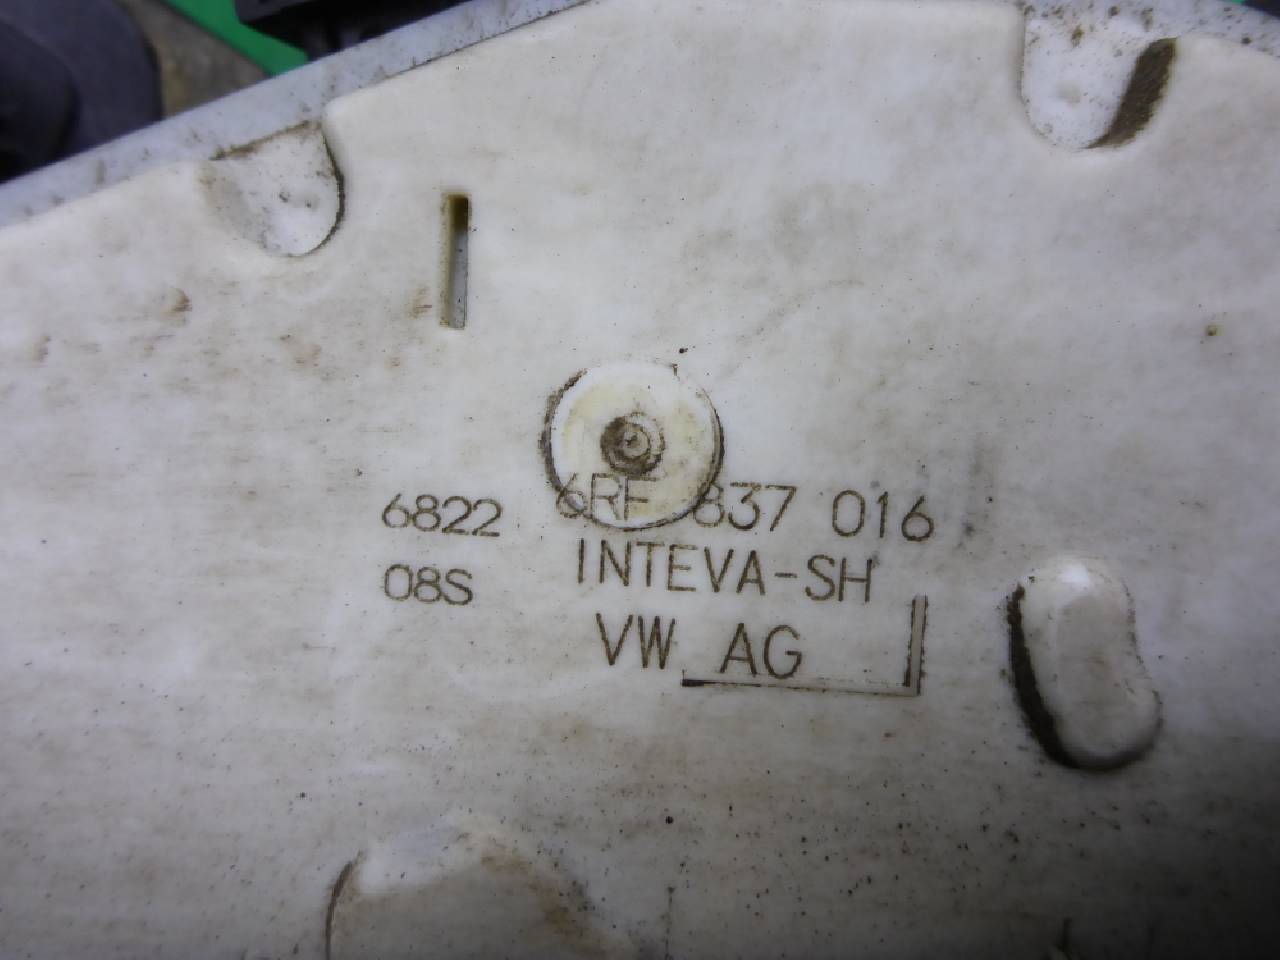 6822 6RF 837 016
08S INTEVA-SH
VW AG